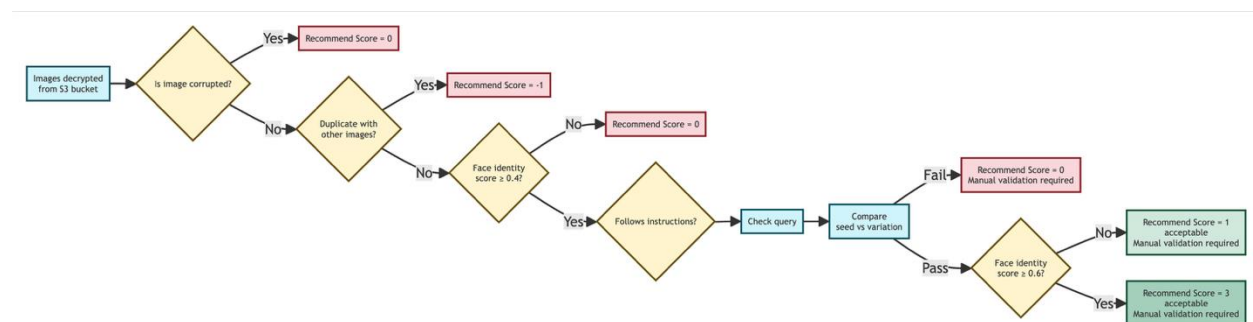 Images decrypted
from S3 bucket
Is image corrupted?
Yes
Recommend Score = 0
No
Duplicate with
other images?
Yes
Recommend Score = -1
No
Face identity
score ≥ 0.4?
No
Recommend Score = 0
Yes
Follows instructions?
Check query
Compare
seed vs variation
Fail
Recommend Score = 0
Manual validation required
Pass
Face identity
score ≥ 0.6?
No
Recommend Score = 1
acceptable
Manual validation required
Yes
Recommend Score = 3
acceptable
Manual validation required